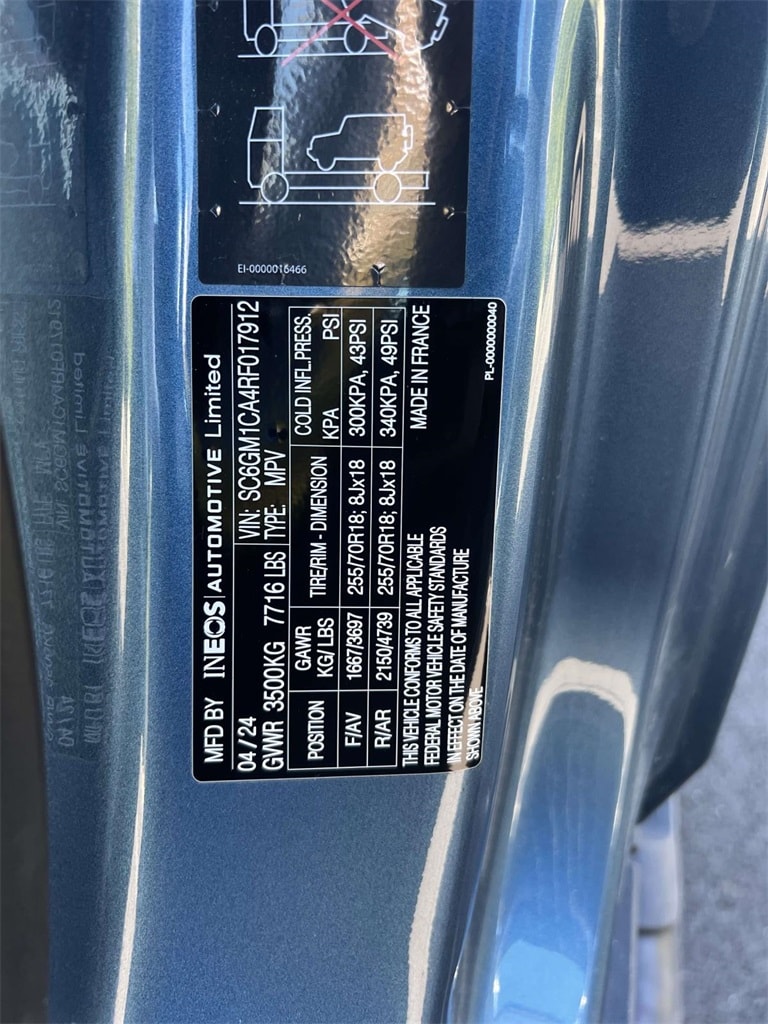 EI-0000016466
MFD BY INEOS AUTOMOTIVE Limited
04/24 VIN: SC6GM1CA4RF017912
GVWR 3500KG 7716 LBS TYPE: MPV
POSITION GAWR KG/LBS TIRE/RIM - DIMENSION COLD INFL.PRESS. KPA PSI
F/AV 1667/3697 255/70R18; 8Jx18 300KPA, 43PSI
R/AR 2150/4739 255/70R18; 8Jx18 340KPA, 49PSI
THIS VEHICLE CONFORMS TO ALL APPLICABLE MADE IN FRANCE
FEDERAL MOTOR VEHICLE SAFETY STANDARDS
IN EFFECT ON THE DATE OF MANUFACTURE
SHOWN ABOVE
PL-0000000040